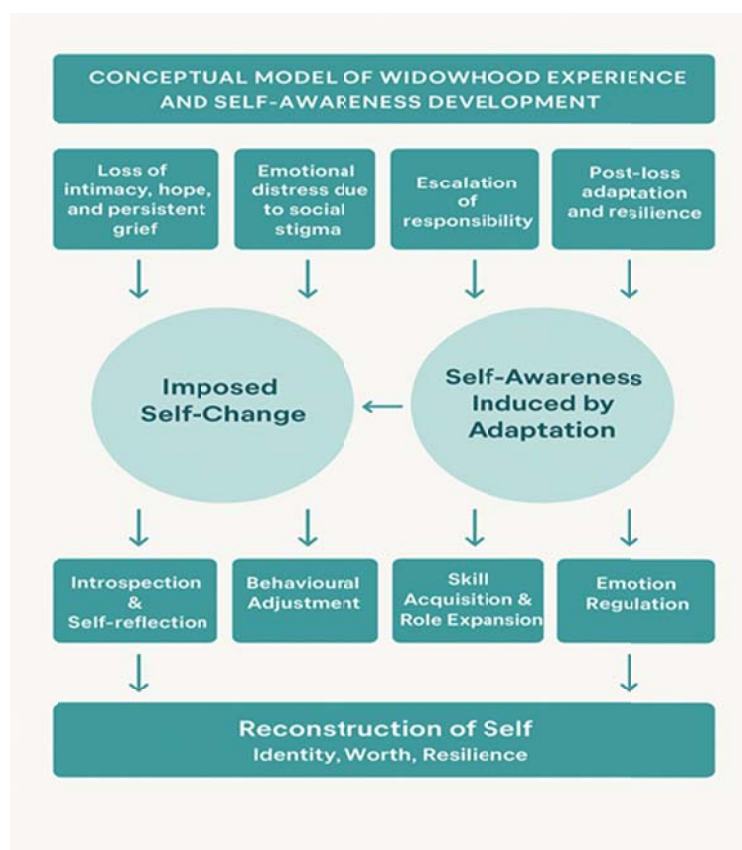 CONCEPTUAL MODEL OF WIDOWHOOD EXPERIENCE
AND SELF-AWARENESS DEVELOPMENT
Loss of
intimacy, hope,
and persistent
grief
Emotional
distress due
to social
stigma
Escalation
of
responsibility
Post-loss
adaptation
and resilience
Imposed
Self-Change
Self-Awareness
Induced by
Adaptation
Introspection
&
Self-reflection
Behavioural
Adjustment
Skill
Acquisition &
Role Expansion
Emotion
Regulation
Reconstruction of Self
Identity, Worth, Resilience